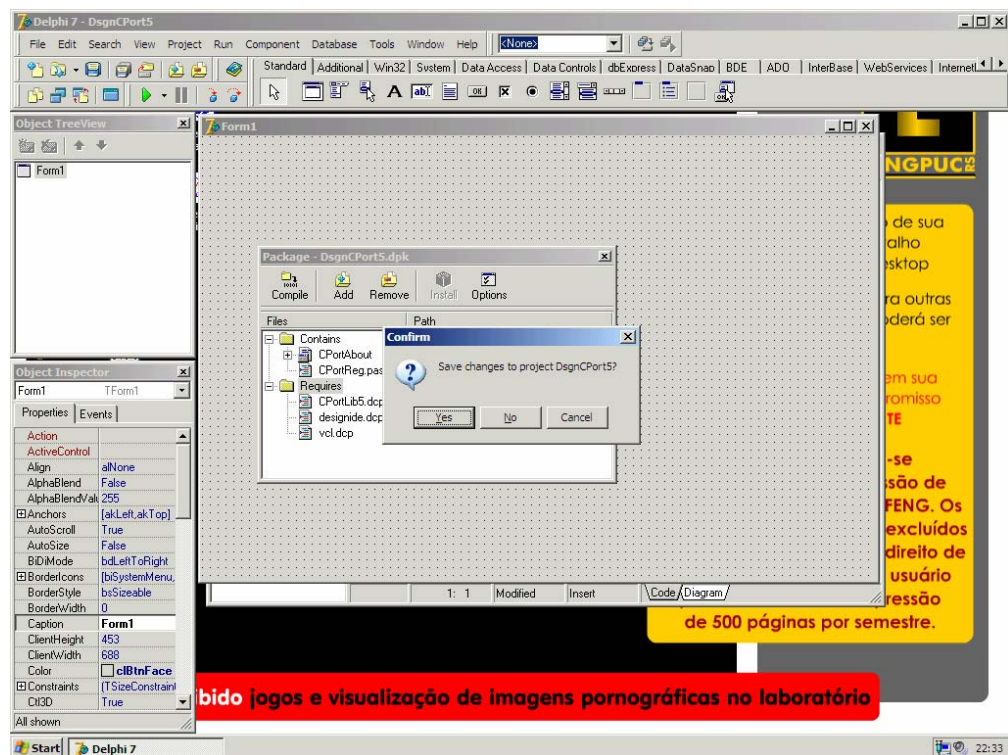 Delphi 7 - DsgnCPort5
File Edit Search View Project Run Component Database Tools Window Help <None>
Standard Additional Win32 System Data Access Data Controls dbExpress DataSnap BDE ADO InterBase WebServices
Object TreeView
Form1
Form1
NGPUCRS
Package - DsgnCPort5.dpk
Compile Add Remove Install Options
Files Path
Contains
CPortAbout
CPortReg.pas
Requires
CPortLib5.dcp
designide.dcp
vcl.dcp
Confirm
Save changes to project DsgnCPort5?
Yes No Cancel
Object Inspector
Form1 TForm1
Properties Events
Action
ActiveControl
Align alNone
AlphaBlend False
AlphaBlendValu 255
Anchors [akLeft,akTop]
AutoScroll True
AutoSize False
BiDiMode bdLeftToRight
BorderIcons [biSystemMenu,
BorderStyle bsSizeable
BorderWidth 0
Caption Form1
ClientHeight 453
ClientWidth 688
Color clBtnFace
Constraints (TSizeConstraint
Ctl3D True
All shown
1: 1 Modified Insert Code Diagram
de sua
alho
esktop
ra outras
oderá ser
em sua
romisso
TE
-se
são de
FENG. Os
excluídos
direito de
usuário
ressão
de 500 páginas por semestre.
ibido jogos e visualização de imagens pornográficas no laboratório
Start Delphi 7 22:33